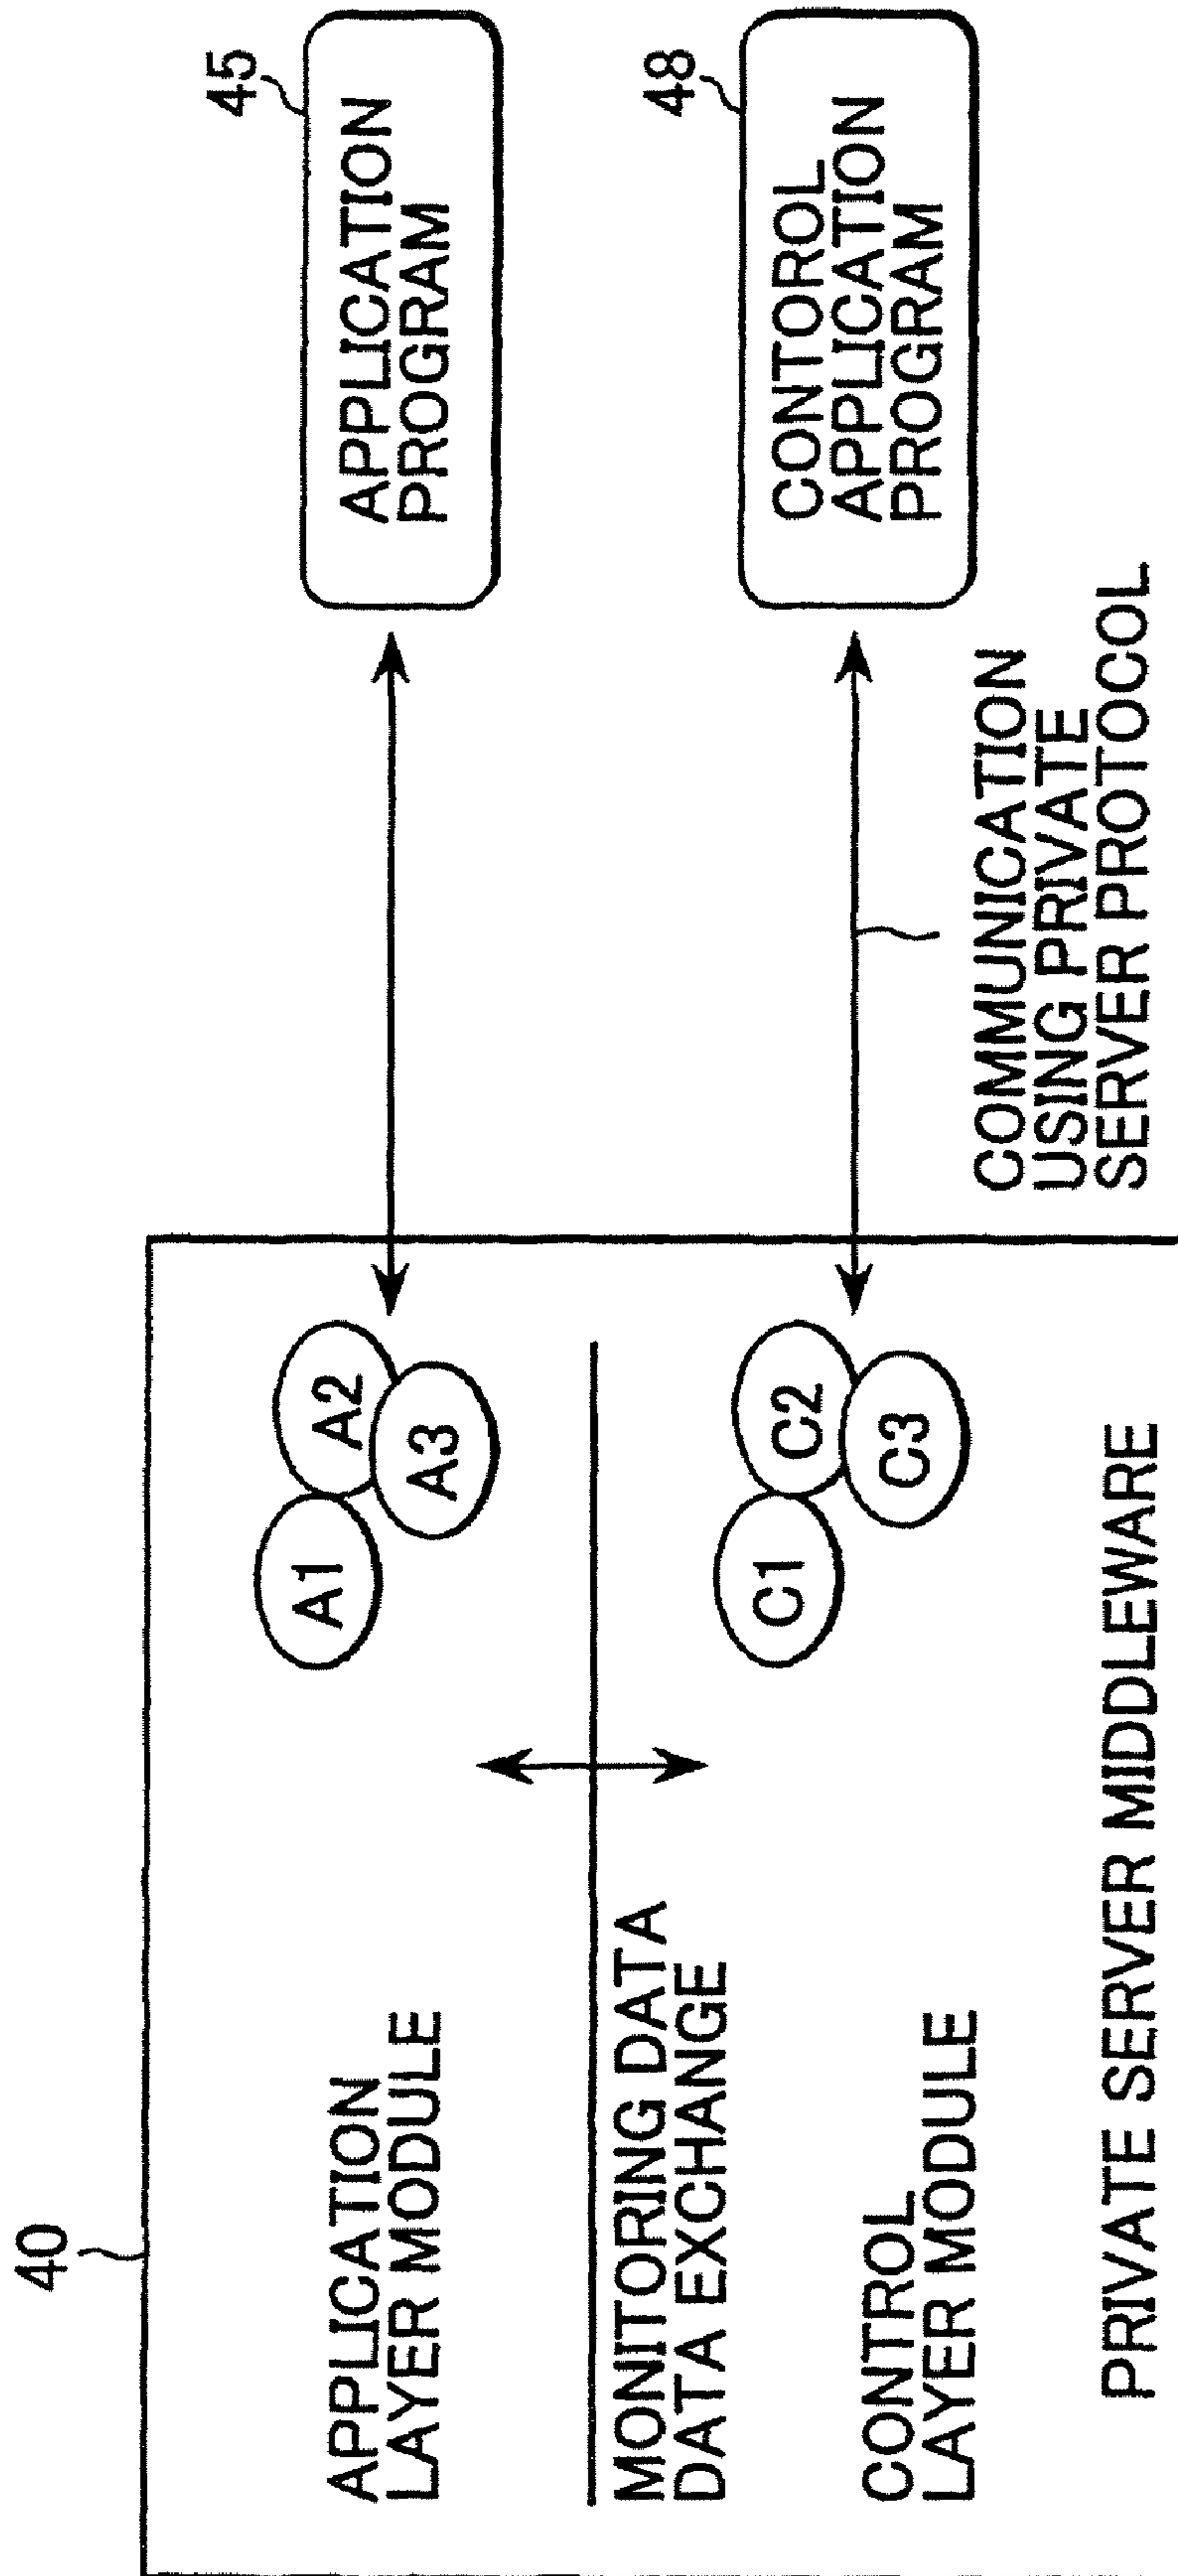 40
APPLICATION
LAYER MODULE
A1
A2
A3
MONITORING DATA
DATA EXCHANGE
CONTROL
LAYER MODULE
C1
C2
C3
PRIVATE SERVER MIDDLEWARE
45
APPLICATION
PROGRAM
48
CONTOROL
APPLICATION
PROGRAM
COMMUNICATION
USING PRIVATE
SERVER PROTOCOL